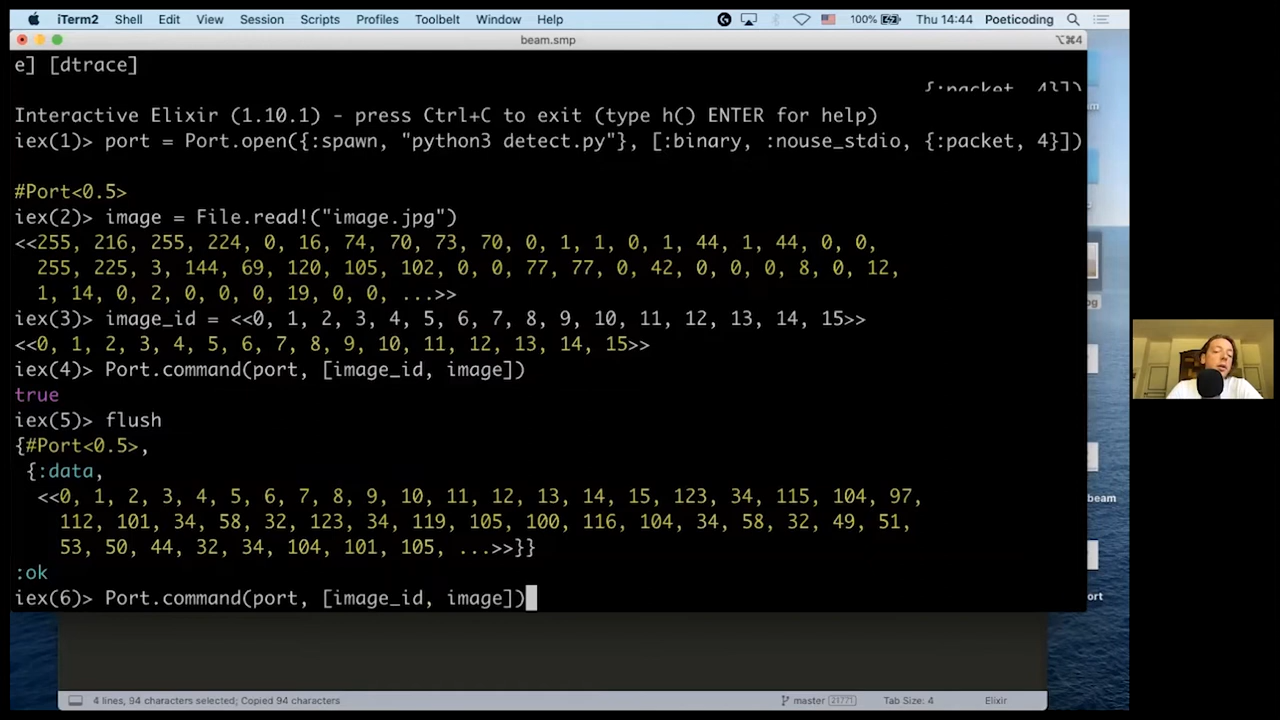 iTerm2 Shell Edit View Session Scripts Profiles Toolbelt Window Help 100% Thu 14:44 Poeticoding
beam.smp ⌥⌘4
e] [dtrace]
{:packet, 4}])
Interactive Elixir (1.10.1) - press Ctrl+C to exit (type h() ENTER for help)
iex(1)> port = Port.open({:spawn, "python3 detect.py"}, [:binary, :nouse_stdio, {:packet, 4}])
#Port<0.5>
iex(2)> image = File.read!("image.jpg")
<<255, 216, 255, 224, 0, 16, 74, 70, 73, 70, 0, 1, 1, 0, 1, 44, 1, 44, 0, 0,
255, 225, 3, 144, 69, 120, 105, 102, 0, 0, 77, 77, 0, 42, 0, 0, 0, 8, 0, 12,
1, 14, 0, 2, 0, 0, 0, 19, 0, 0, ...>>
iex(3)> image_id = <<0, 1, 2, 3, 4, 5, 6, 7, 8, 9, 10, 11, 12, 13, 14, 15>>
<<0, 1, 2, 3, 4, 5, 6, 7, 8, 9, 10, 11, 12, 13, 14, 15>>
iex(4)> Port.command(port, [image_id, image])
true
iex(5)> flush
{#Port<0.5>,
{:data,
<<0, 1, 2, 3, 4, 5, 6, 7, 8, 9, 10, 11, 12, 13, 14, 15, 123, 34, 115, 104, 97,
112, 101, 34, 58, 32, 123, 34, 119, 105, 100, 116, 104, 34, 58, 32, 49, 51,
53, 50, 44, 32, 34, 104, 101, 105, ...>>}}
:ok
iex(6)> Port.command(port, [image_id, image])
beam
ort
4 lines, 94 characters selected; Copied 94 characters master 21771 Tab Size: 4 Elixir